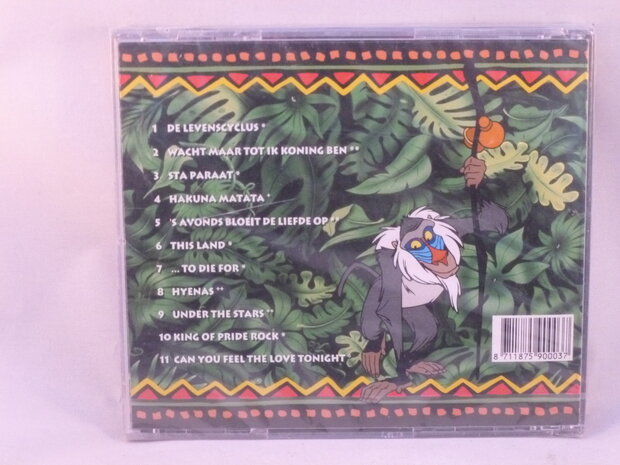 1 DE LEVENSCYCLUS *
2 WACHT MAAR TOT IK KONING BEN **
3 STA PARAAT *
4 HAKUNA MATATA *
5 'S AVONDS BLOEIT DE LIEFDE OP **
6 THIS LAND *
7 ... TO DIE FOR *
8 HYENAS **
9 UNDER THE STARS **
10 KING OF PRIDE ROCK *
11 CAN YOU FEEL THE LOVE TONIGHT *
8 711875 900037